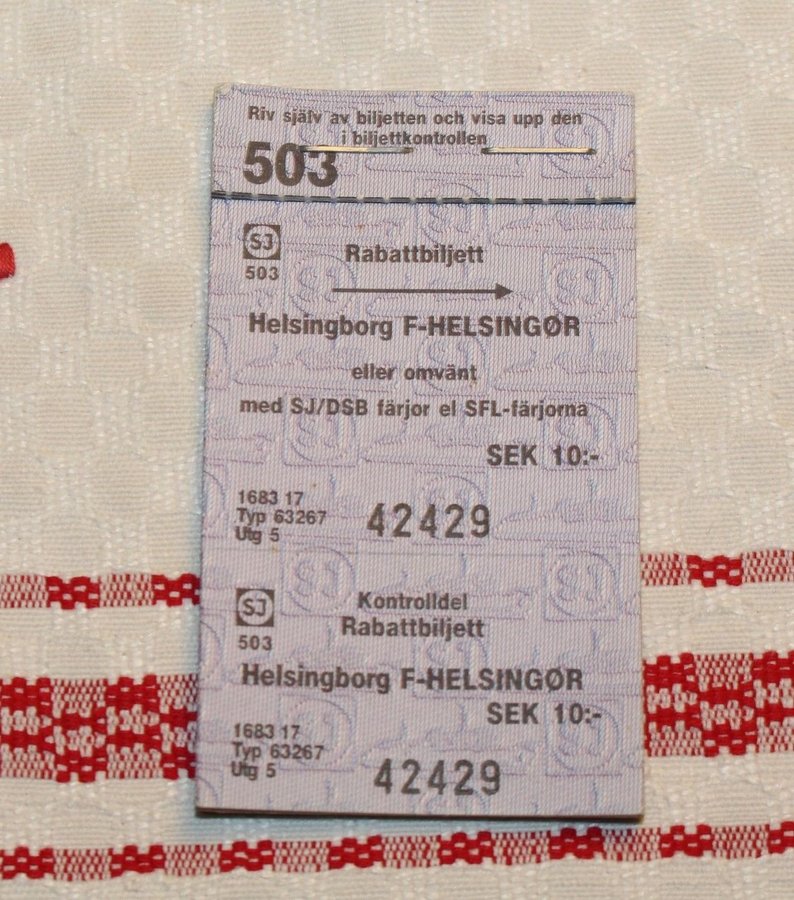 Riv själv av biljetten och visa upp den
i biljettkontrollen
503
SJ
503
Rabattbiljett
Helsingborg F-HELSINGØR
eller omvänt
med SJ/DSB färjor el SFL-färjorna
SEK 10:-
1683 17
Typ 63267
Utg 5
42429
SJ
503
Kontrolldel
Rabattbiljett
Helsingborg F-HELSINGØR
SEK 10:-
1683 17
Typ 63267
Utg 5
42429